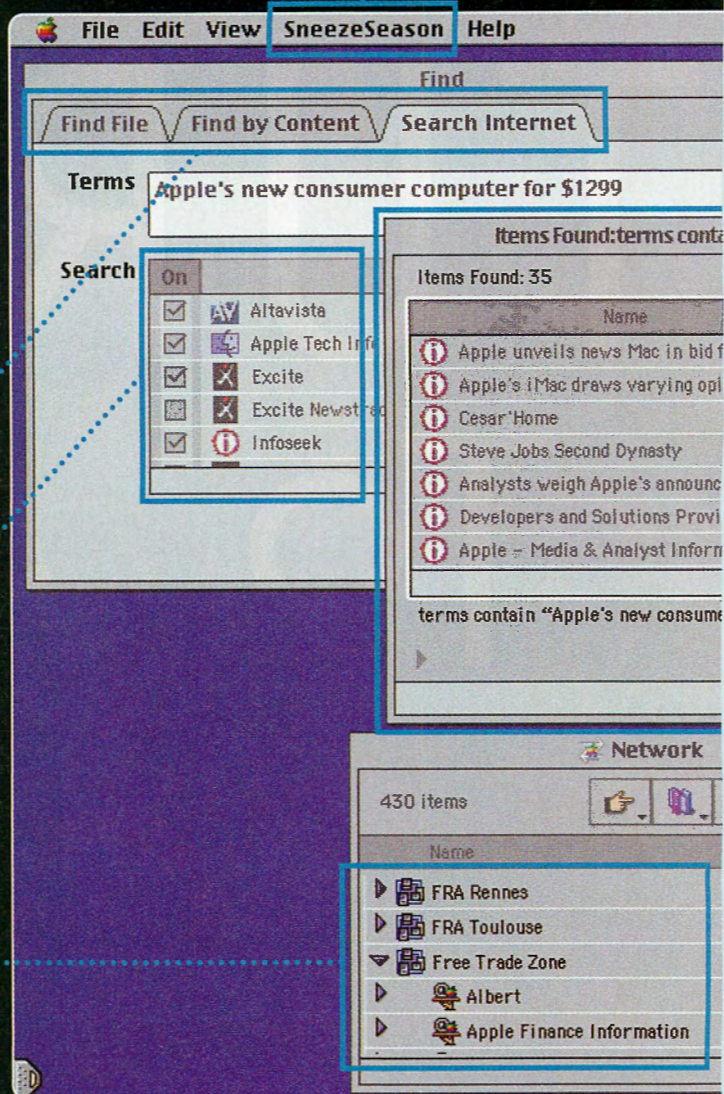 File Edit View SneezeSeason Help
Find
Find File Find by Content Search Internet
Terms
Apple's new consumer computer for $1299
Search
On
Altavista
Apple Tech Info
Excite
Excite Newstrac
Infoseek
Items Found:terms conta
Items Found: 35
Name
Apple unveils news Mac in bid f
Apple's iMac draws varying opi
Cesar'Home
Steve Jobs Second Dynasty
Analysts weigh Apple's announc
Developers and Solutions Provi
Apple - Media & Analyst Inform
terms contain “Apple's new consume
Network
430 items
Name
FRA Rennes
FRA Toulouse
Free Trade Zone
Albert
Apple Finance Information